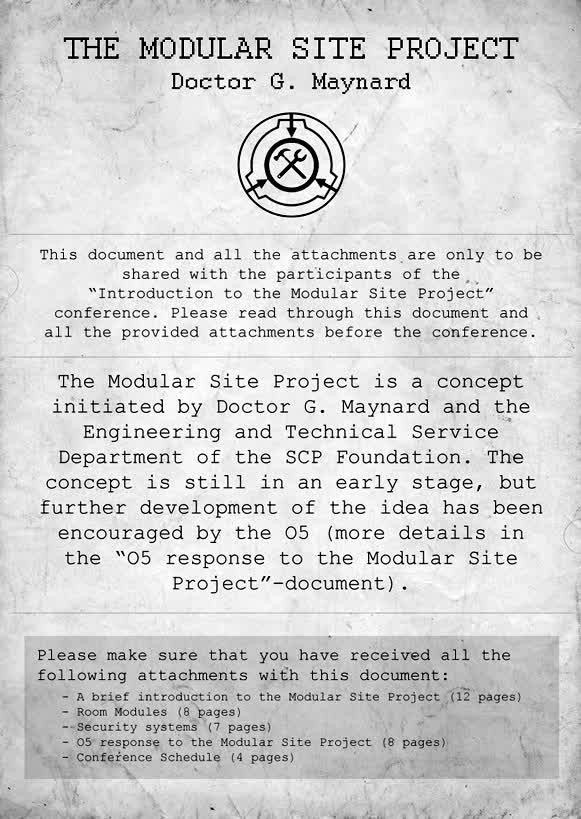 THE MODULAR SITE PROJECT
Doctor G. Maynard
This document and all the attachments are only to be
shared with the participants of the
“Introduction to the Modular Site Project”
conference. Please read through this document and
all the provided attachments before the conference.
The Modular Site Project is a concept
initiated by Doctor G. Maynard and the
Engineering and Technical Service
Department of the SCP Foundation. The
concept is still in an early stage, but
further development of the idea has been
encouraged by the O5 (more details in
the “O5 response to the Modular Site
Project”-document).
Please make sure that you have received all the
following attachments with this document:
- A brief introduction to the Modular Site Project (12 pages)
- Room Modules (8 pages)
- Security systems (7 pages)
- O5 response to the Modular Site Project (8 pages)
- Conference Schedule (4 pages)